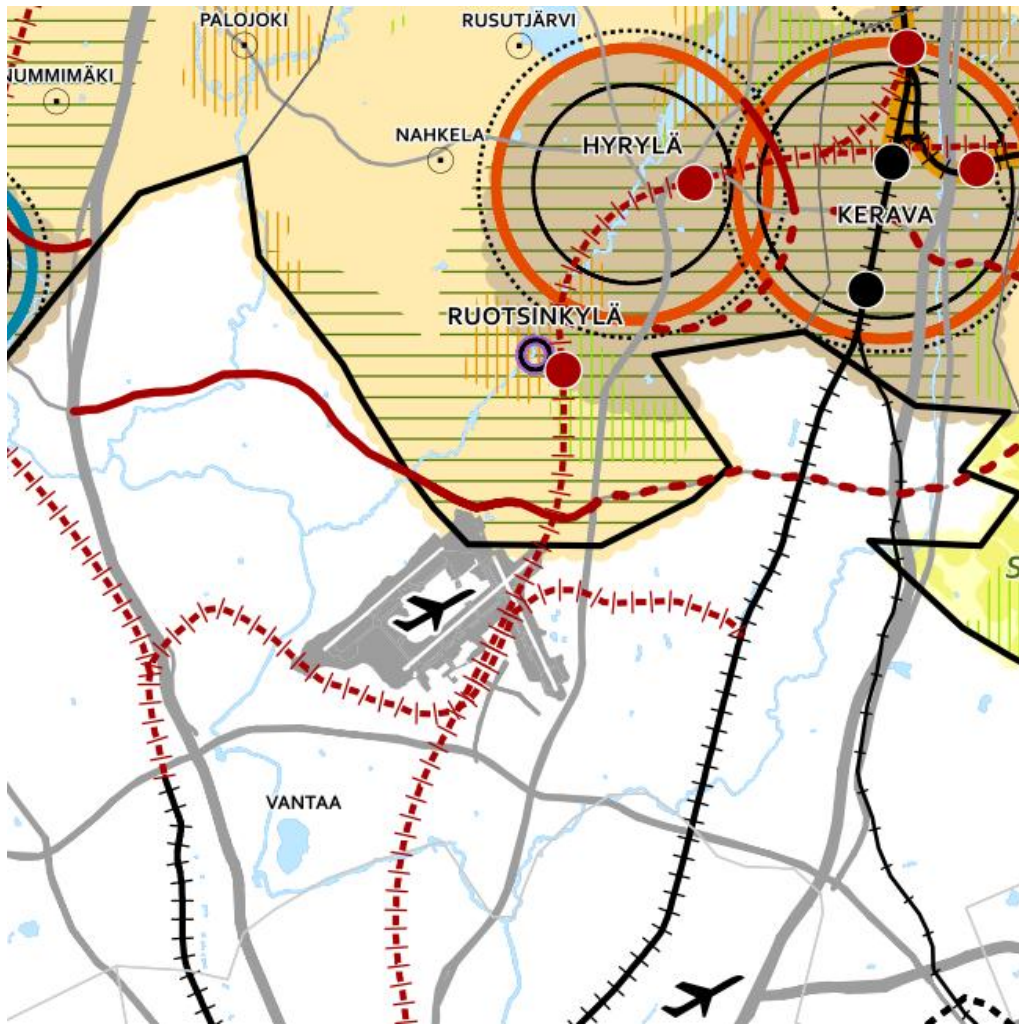 PALOJOKI
RUSUTJÄRVI
NUMMIMÄKI
NAHKELA
HYRYLÄ
KERAVA
RUOTSINKYLÄ
S
VANTAA